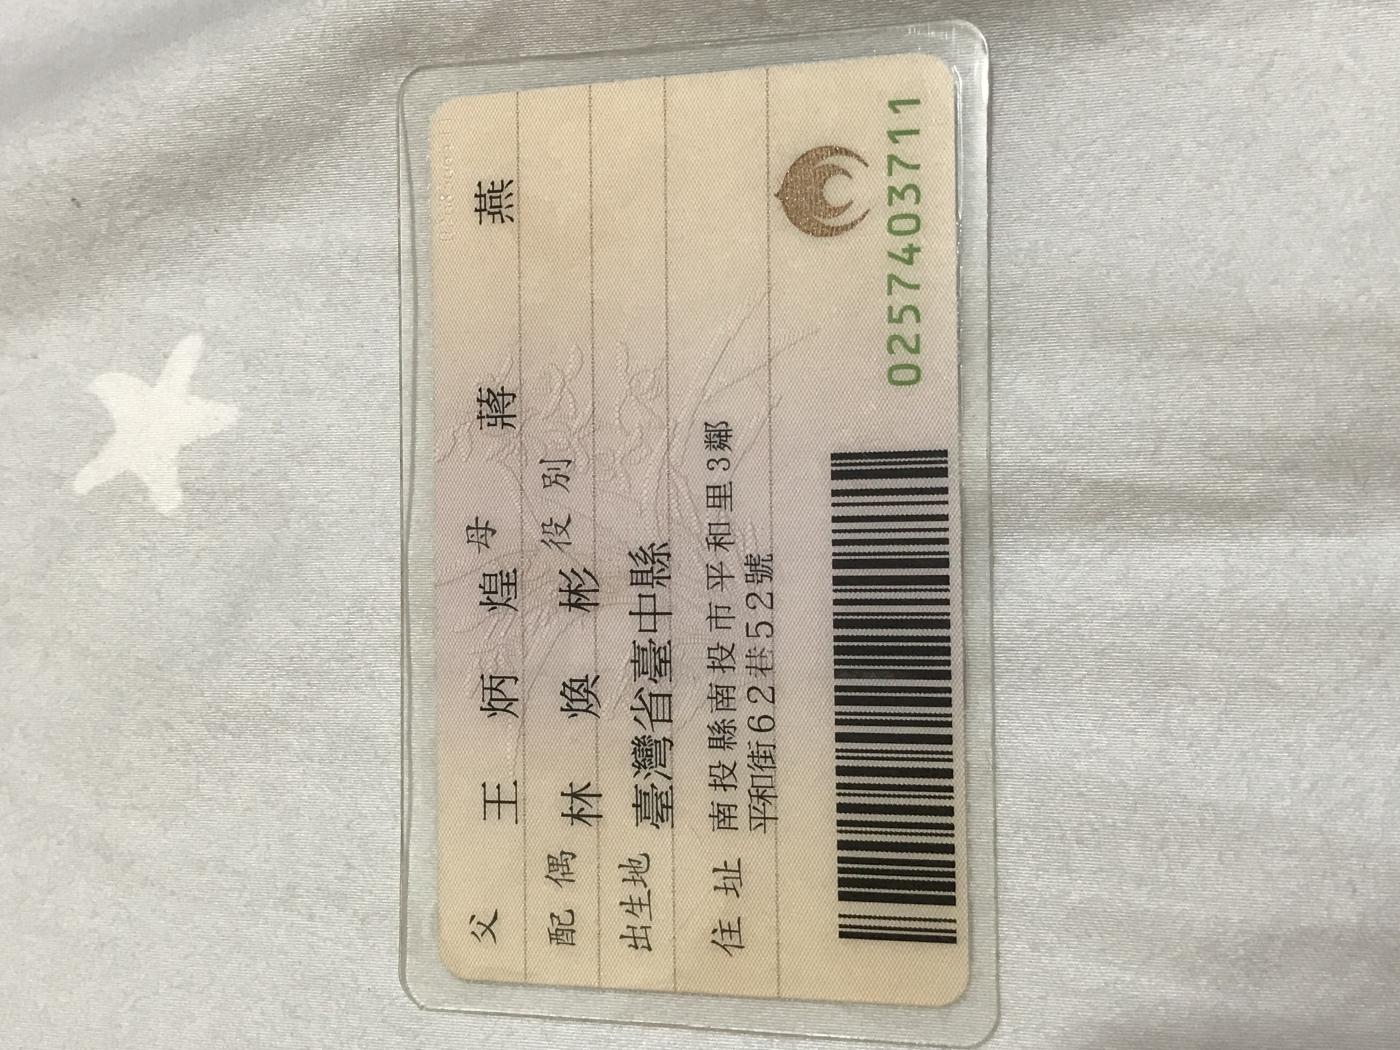 父 王炳煌 母 蔣燕
配偶 林煥彬 役別
出生地 臺灣省臺中縣
住址 南投縣南投市平和里3鄰
平和街62巷52號
0257403711